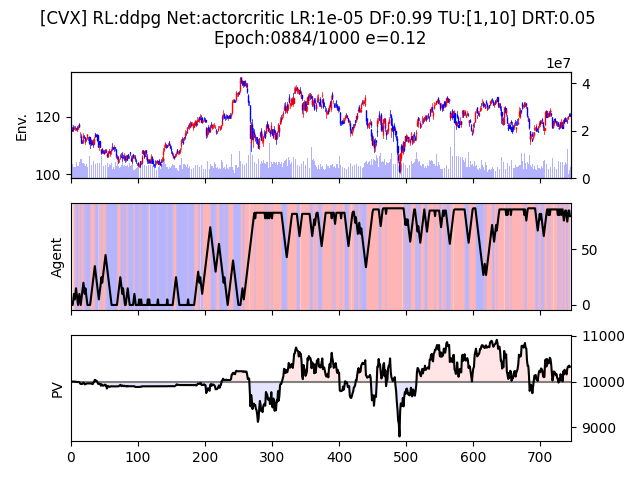 [CVX] RL:ddpg Net:actorcritic LR:1e-05 DF:0.99 TU:[1,10] DRT:0.05
Epoch:0884/1000 e=0.12
1e7
Env.
120
100
4
2
0
Agent
50
0
PV
11000
10000
9000
0 100 200 300 400 500 600 700